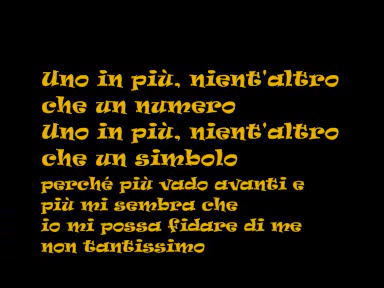 Uno in più, nient'altro
che un numero
Uno in più, nient'altro
che un simbolo
perché più vado avanti e
più mi sembra che
io mi possa fidare di me
non tantissimo